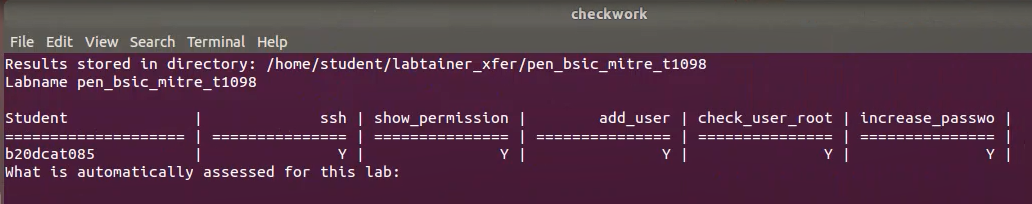 checkwork
File Edit View Search Terminal Help
Results stored in directory: /home/student/labtainer_xfer/pen_bsic_mitre_t1098
Labname pen_bsic_mitre_t1098
Student | ssh | show_permission | add_user | check_user_root | increase_passwo |
==================== | =============== | =============== | =============== | =============== | =============== |
b20dcat085 | Y | Y | Y | Y | Y |
What is automatically assessed for this lab: